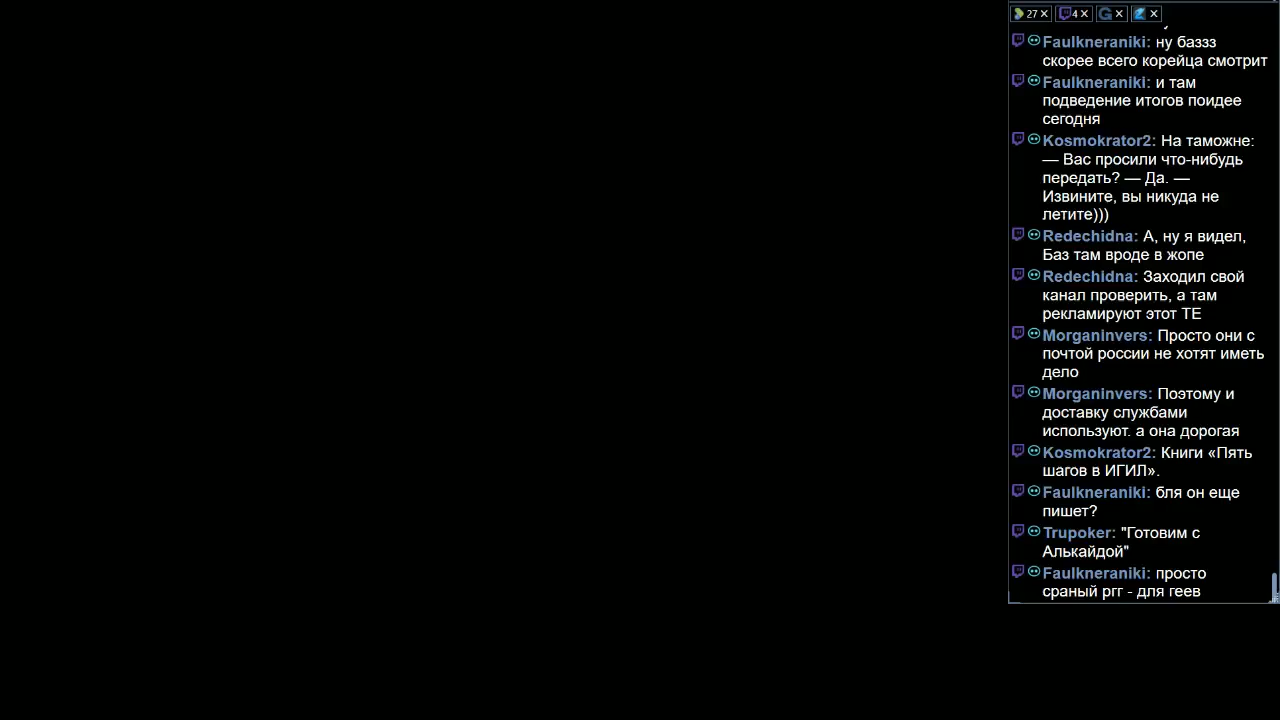 27 4
Faulkneraniki: ну баззз
скорее всего корейца смотрит
Faulkneraniki: и там
подведение итогов поидее
сегодня
Kosmokrator2: На таможне:
— Вас просили что-нибудь
передать? — Да. —
Извините, вы никуда не
летите)))
Redechidna: А, ну я видел,
Баз там вроде в жопе
Redechidna: Заходил свой
канал проверить, а там
рекламируют этот ТЕ
Morganinvers: Просто они с
почтой россии не хотят иметь
дело
Morganinvers: Поэтому и
доставку службами
используют. а она дорогая
Kosmokrator2: Книги «Пять
шагов в ИГИЛ».
Faulkneraniki: бля он еще
пишет?
Trupoker: "Готовим с
Алькайдой"
Faulkneraniki: просто
сраный ргг - для геев